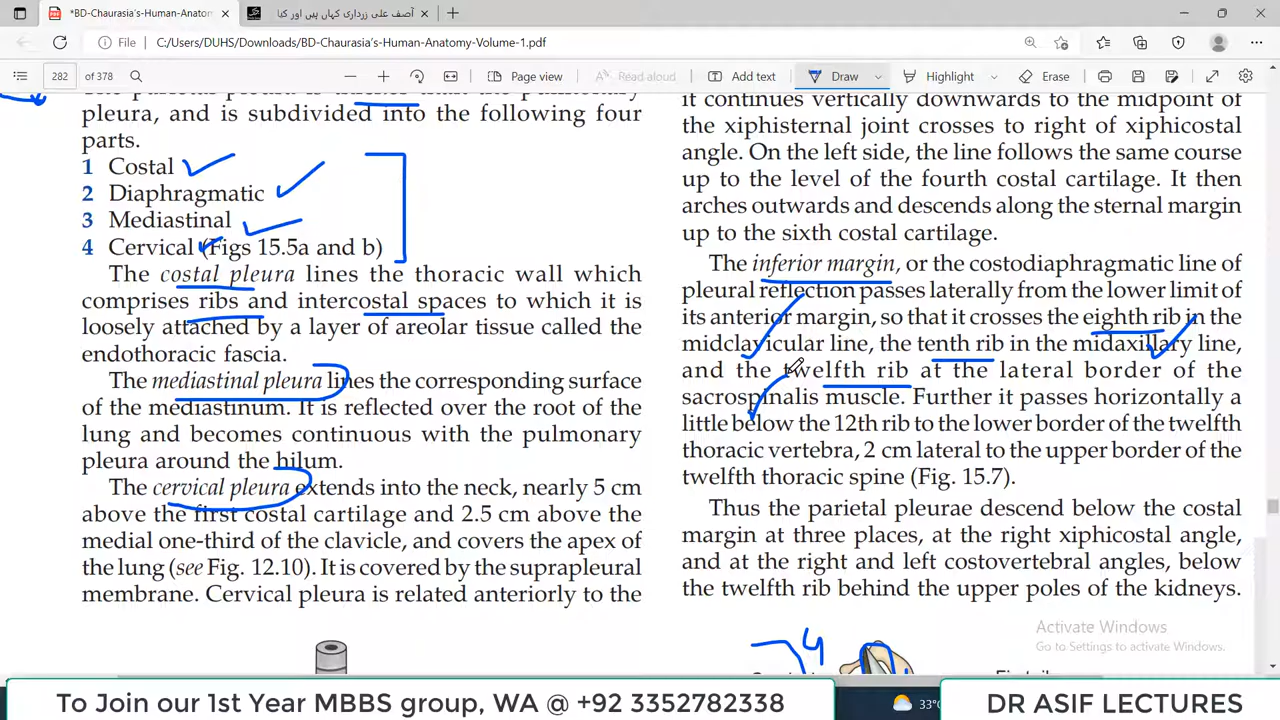 *BD-Chaurasia's-Human-Anatom
آصف علی زرداری کہاں ہیں اور کیا
File
C:/Users/DUHS/Downloads/BD-Chaurasia's-Human-Anatomy-Volume-1.pdf
282 of 378
Page view
Read aloud
Add text
Draw
Highlight
Erase
pleura, and is subdivided into the following four
parts.
1 Costal
2 Diaphragmatic
3 Mediastinal
4 Cervical (Figs 15.5a and b)
The costal pleura lines the thoracic wall which
comprises ribs and intercostal spaces to which it is
loosely attached by a layer of areolar tissue called the
endothoracic fascia.
The mediastinal pleura lines the corresponding surface
of the mediastinum. It is reflected over the root of the
lung and becomes continuous with the pulmonary
pleura around the hilum.
The cervical pleura extends into the neck, nearly 5 cm
above the first costal cartilage and 2.5 cm above the
medial one-third of the clavicle, and covers the apex of
the lung (see Fig. 12.10). It is covered by the suprapleural
membrane. Cervical pleura is related anteriorly to the
it continues vertically downwards to the midpoint of
the xiphisternal joint crosses to right of xiphicostal
angle. On the left side, the line follows the same course
up to the level of the fourth costal cartilage. It then
arches outwards and descends along the sternal margin
up to the sixth costal cartilage.
The inferior margin, or the costodiaphragmatic line of
pleural reflection passes laterally from the lower limit of
its anterior margin, so that it crosses the eighth rib in the
midclavicular line, the tenth rib in the midaxillary line,
and the twelfth rib at the lateral border of the
sacrospinalis muscle. Further it passes horizontally a
little below the 12th rib to the lower border of the twelfth
thoracic vertebra, 2 cm lateral to the upper border of the
twelfth thoracic spine (Fig. 15.7).
Thus the parietal pleurae descend below the costal
margin at three places, at the right xiphicostal angle,
and at the right and left costovertebral angles, below
the twelfth rib behind the upper poles of the kidneys.
4
Activate Windows
Go to Settings to activate Windows.
To Join our 1st Year MBBS group, WA @ +92 3352782338
33°
DR ASIF LECTURES